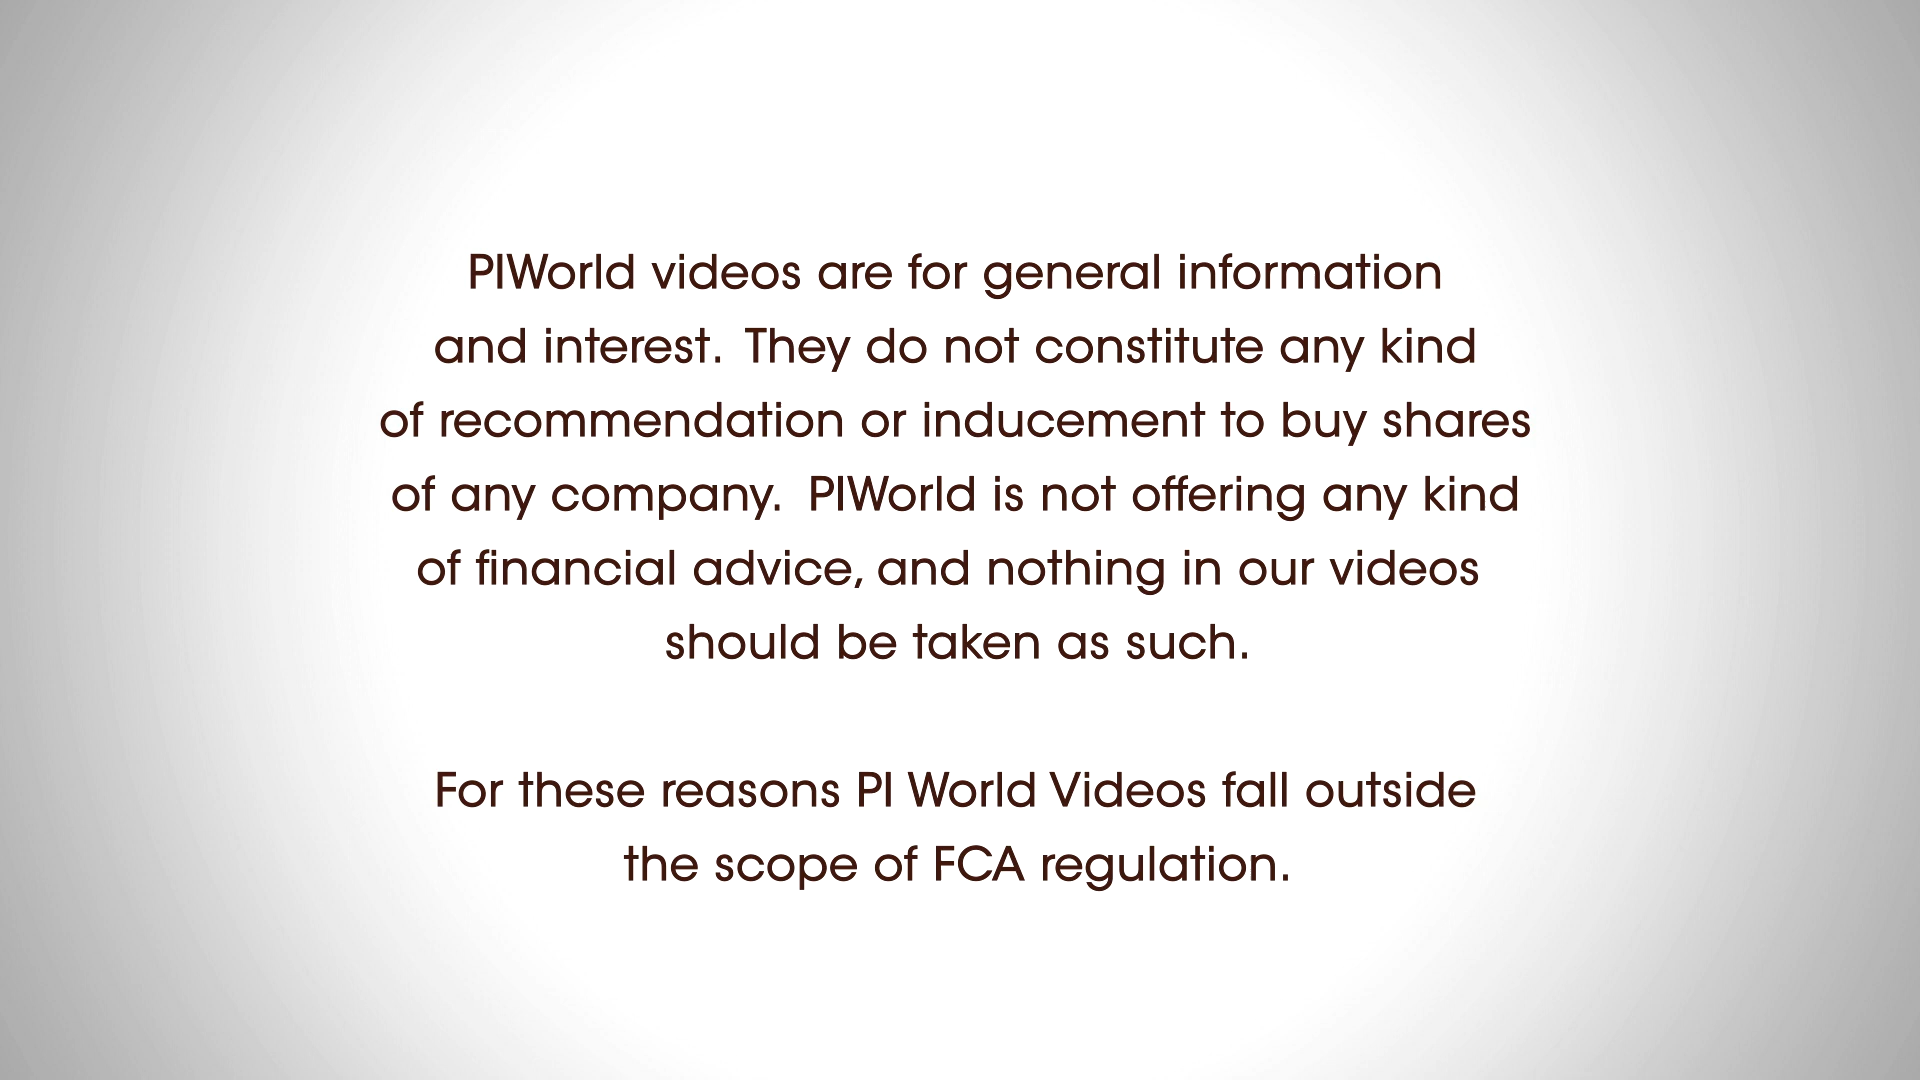 PIWorld videos are for general information
and interest.  They do not constitute any kind
of recommendation or inducement to buy shares
of any company.  PIWorld is not offering any kind
of financial advice, and nothing in our videos
should be taken as such.
For these reasons PI World Videos fall outside
the scope of FCA regulation.